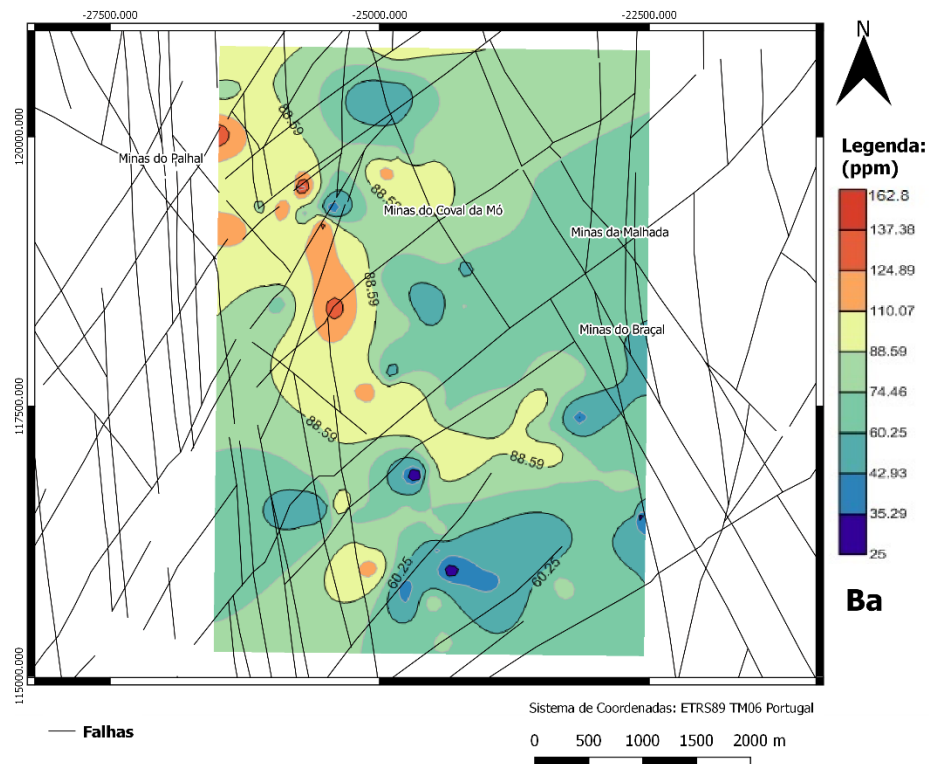 -27500.000
-25000.000
-22500.000
N
120000.000
117500.000
115000.000
88.59
88.59
88.59
88.59
88.59
60.25
60.25
Minas do Palhal
Minas do Coval da Mó
Minas da Malhada
Minas do Braçal
Legenda:
(ppm)
162.8
137.38
124.89
110.07
88.59
74.46
60.25
42.93
35.29
25
Ba
Sistema de Coordenadas: ETRS89 TM06 Portugal
Falhas
0 500 1000 1500 2000 m